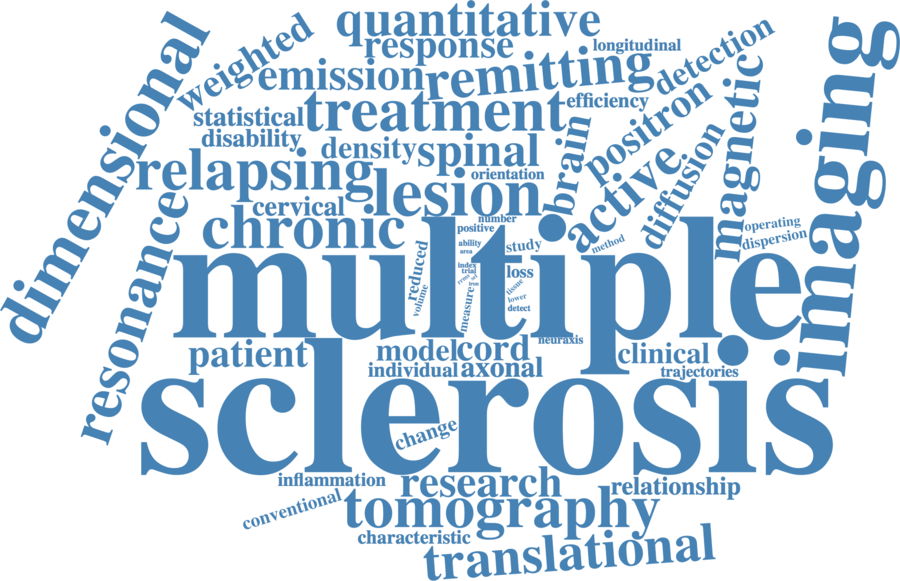 quantitative
response
longitudinal
weighted
emission
remitting
detection
dimensional
statistical
treatment
efficiency
positron
magnetic
imaging
disability
density
spinal
brain
relapsing
orientation
active
diffusion
cervical
lesion
resonance
chronic
number
positive
operating
dispersion
method
reduced
ability
study
area
multiple
index
trial
loss
rrms
iron
tissue
volume
measure
lower
detect
neuraxis
patient
model
cord
clinical
individual
axonal
trajectories
sclerosis
change
inflammation
research
relationship
conventional
tomography
characteristic
translational